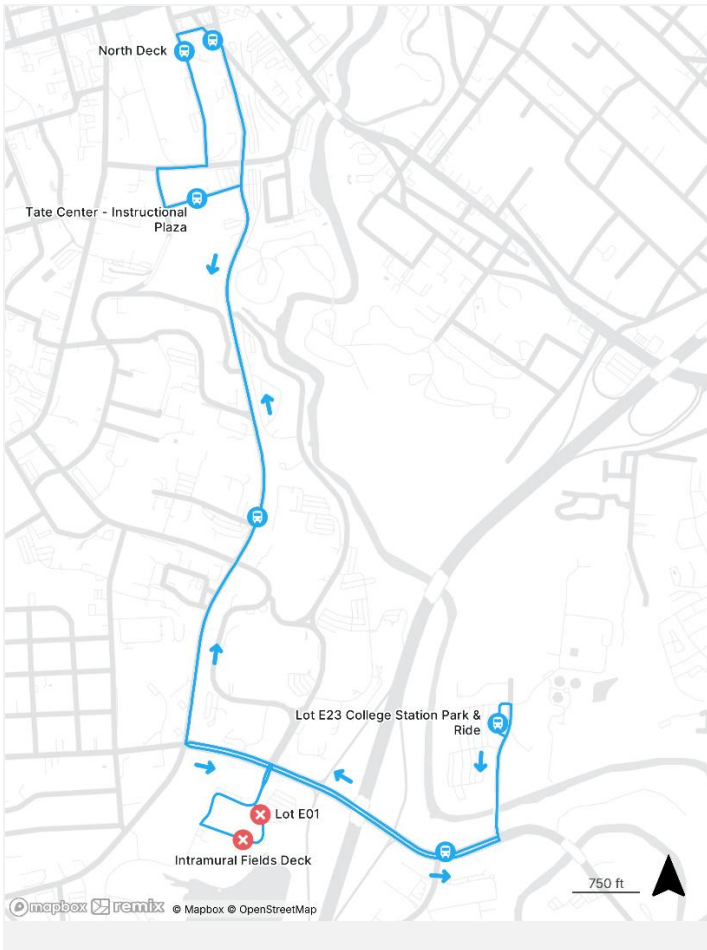 North Deck
Tate Center - Instructional
Plaza
Lot E23 College Station Park &
Ride
Lot E01
Intramural Fields Deck
750 ft
mapbox remix © Mapbox © OpenStreetMap